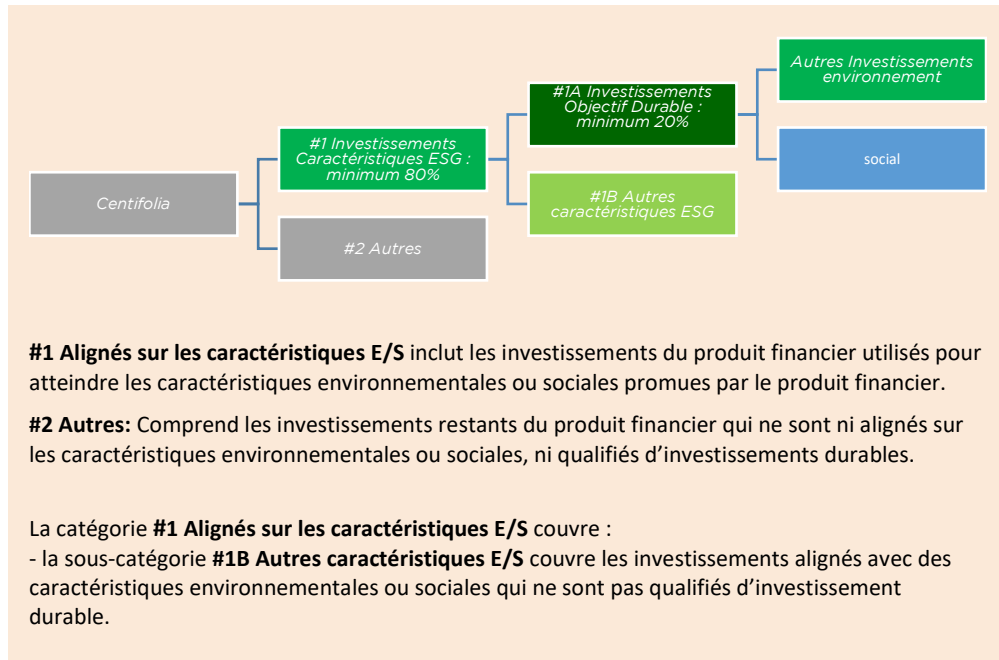 Autres Investissements
environnement
#1A Investissements
Objectif Durable :
minimum 20%
#1 Investissements
Caractéristiques ESG :
minimum 80%
social
Centifolia
#1B Autres
caractéristiques ESG
#2 Autres
#1 Alignés sur les caractéristiques E/S inclut les investissements du produit financier utilisés pour
atteindre les caractéristiques environnementales ou sociales promues par le produit financier.
#2 Autres: Comprend les investissements restants du produit financier qui ne sont ni alignés sur
les caractéristiques environnementales ou sociales, ni qualifiés d’investissements durables.
La catégorie #1 Alignés sur les caractéristiques E/S couvre :
- la sous-catégorie #1B Autres caractéristiques E/S couvre les investissements alignés avec des
caractéristiques environnementales ou sociales qui ne sont pas qualifiés d’investissement
durable.